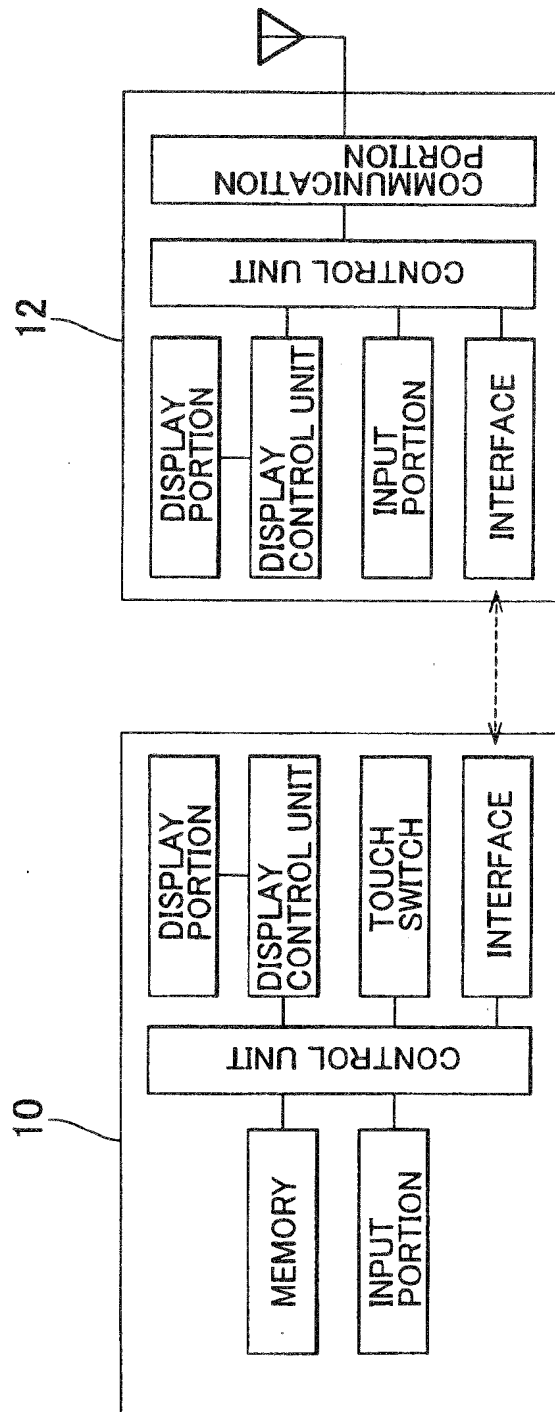 10
MEMORY
INPUT
PORTION
CONTROL UNIT
DISPLAY
PORTION
DISPLAY
CONTROL UNIT
TOUCH
SWITCH
INTERFACE
12
DISPLAY
PORTION
DISPLAY
CONTROL UNIT
INPUT
PORTION
INTERFACE
CONTROL UNIT
COMMUNICATION
PORTION